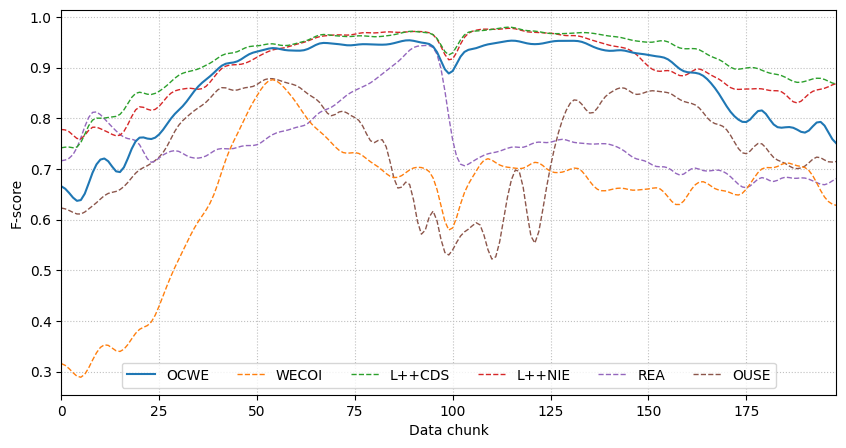 1.0
0.9
0.8
0.7
0.6
0.5
0.4
0.3
F-score
OCWE WECOI L++CDS L++NIE REA OUSE
0 25 50 75 100 125 150 175
Data chunk